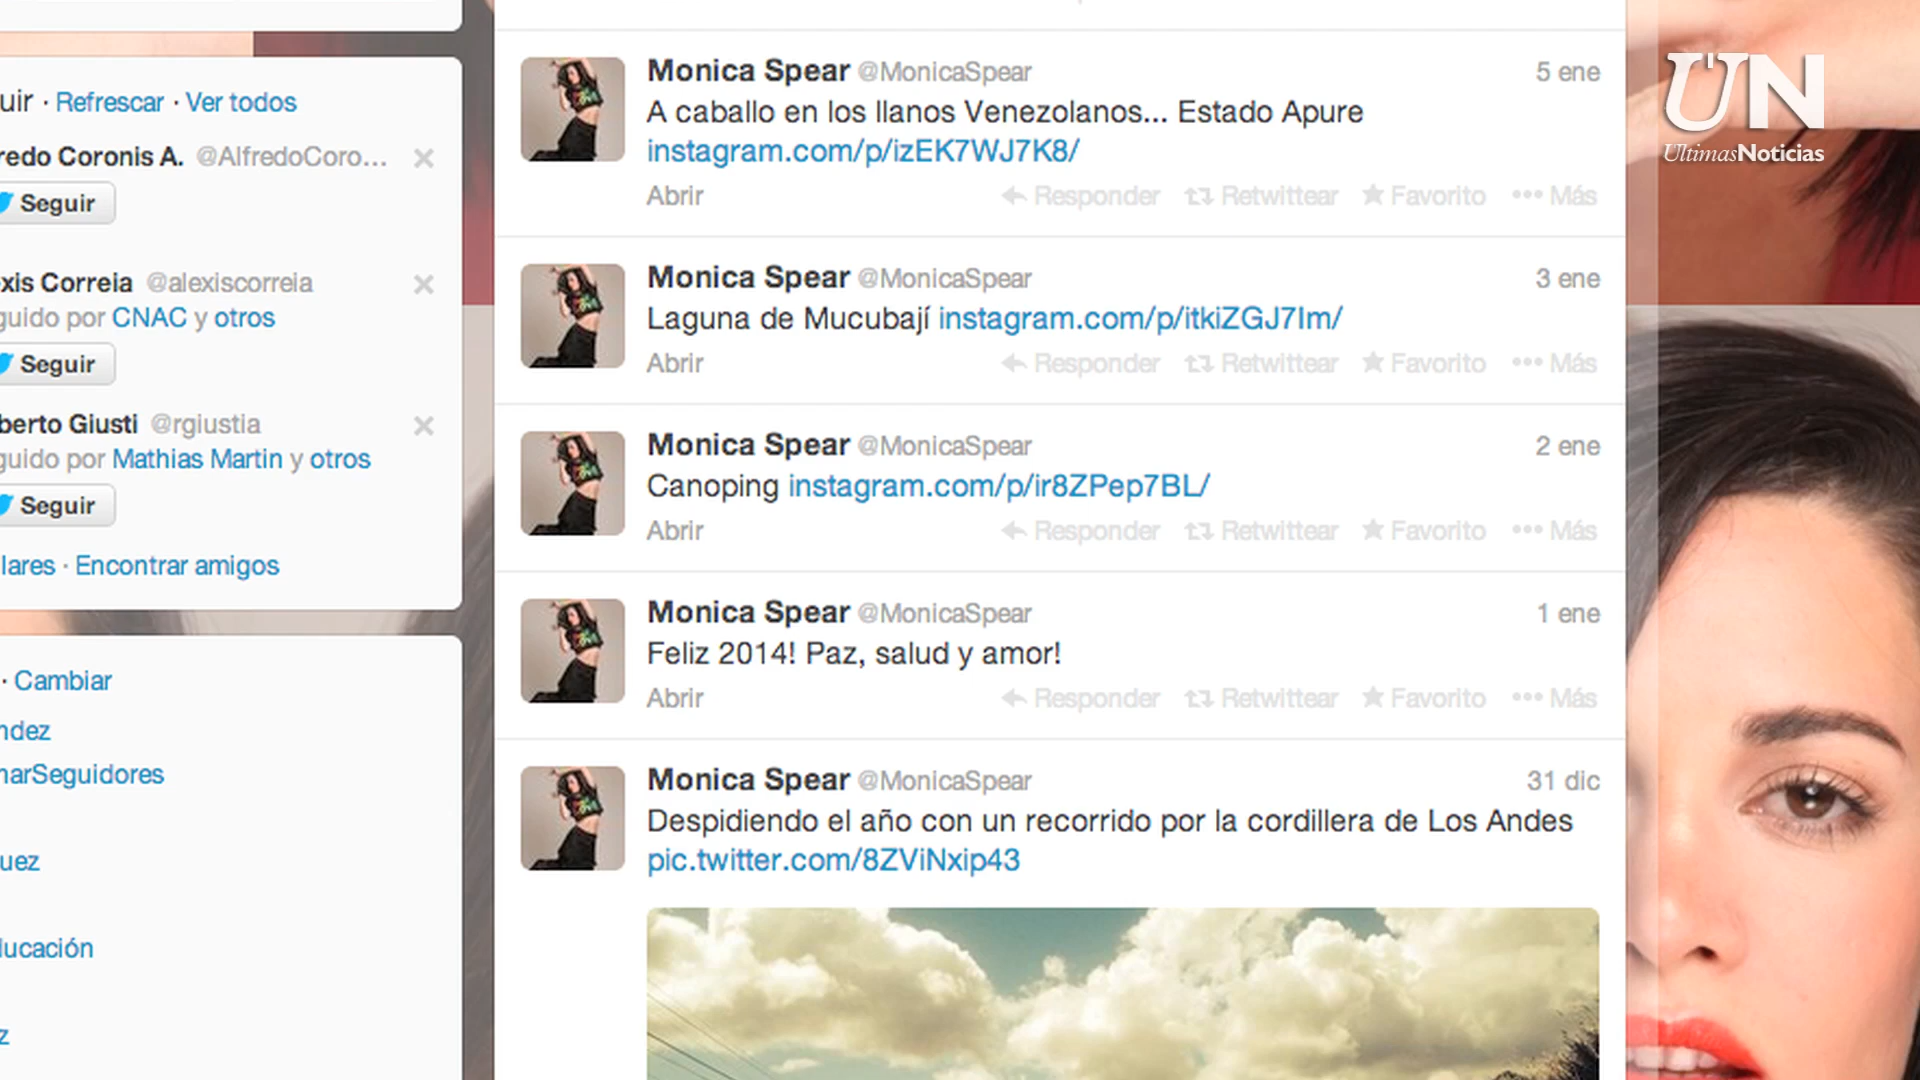 uir · Refrescar · Ver todos
redo Coronis A. @AlfredoCoro...
Seguir
xis Correia @alexiscorreia
guido por CNAC y otros
Seguir
berto Giusti @rgiustia
guido por Mathias Martin y otros
Seguir
lares · Encontrar amigos
· Cambiar
ndez
narSeguidores
uez
ducación
z
Monica Spear @MonicaSpear 5 ene
A caballo en los llanos Venezolanos... Estado Apure
instagram.com/p/izEK7WJ7K8/
Abrir Responder Retwittear Favorito Más
Monica Spear @MonicaSpear 3 ene
Laguna de Mucubají instagram.com/p/itkiZGJ7Im/
Abrir Responder Retwittear Favorito Más
Monica Spear @MonicaSpear 2 ene
Canoping instagram.com/p/ir8ZPep7BL/
Abrir Responder Retwittear Favorito Más
Monica Spear @MonicaSpear 1 ene
Feliz 2014! Paz, salud y amor!
Abrir Responder Retwittear Favorito Más
Monica Spear @MonicaSpear 31 dic
Despidiendo el año con un recorrido por la cordillera de Los Andes
pic.twitter.com/8ZViNxip43
UN
UltimasNoticias